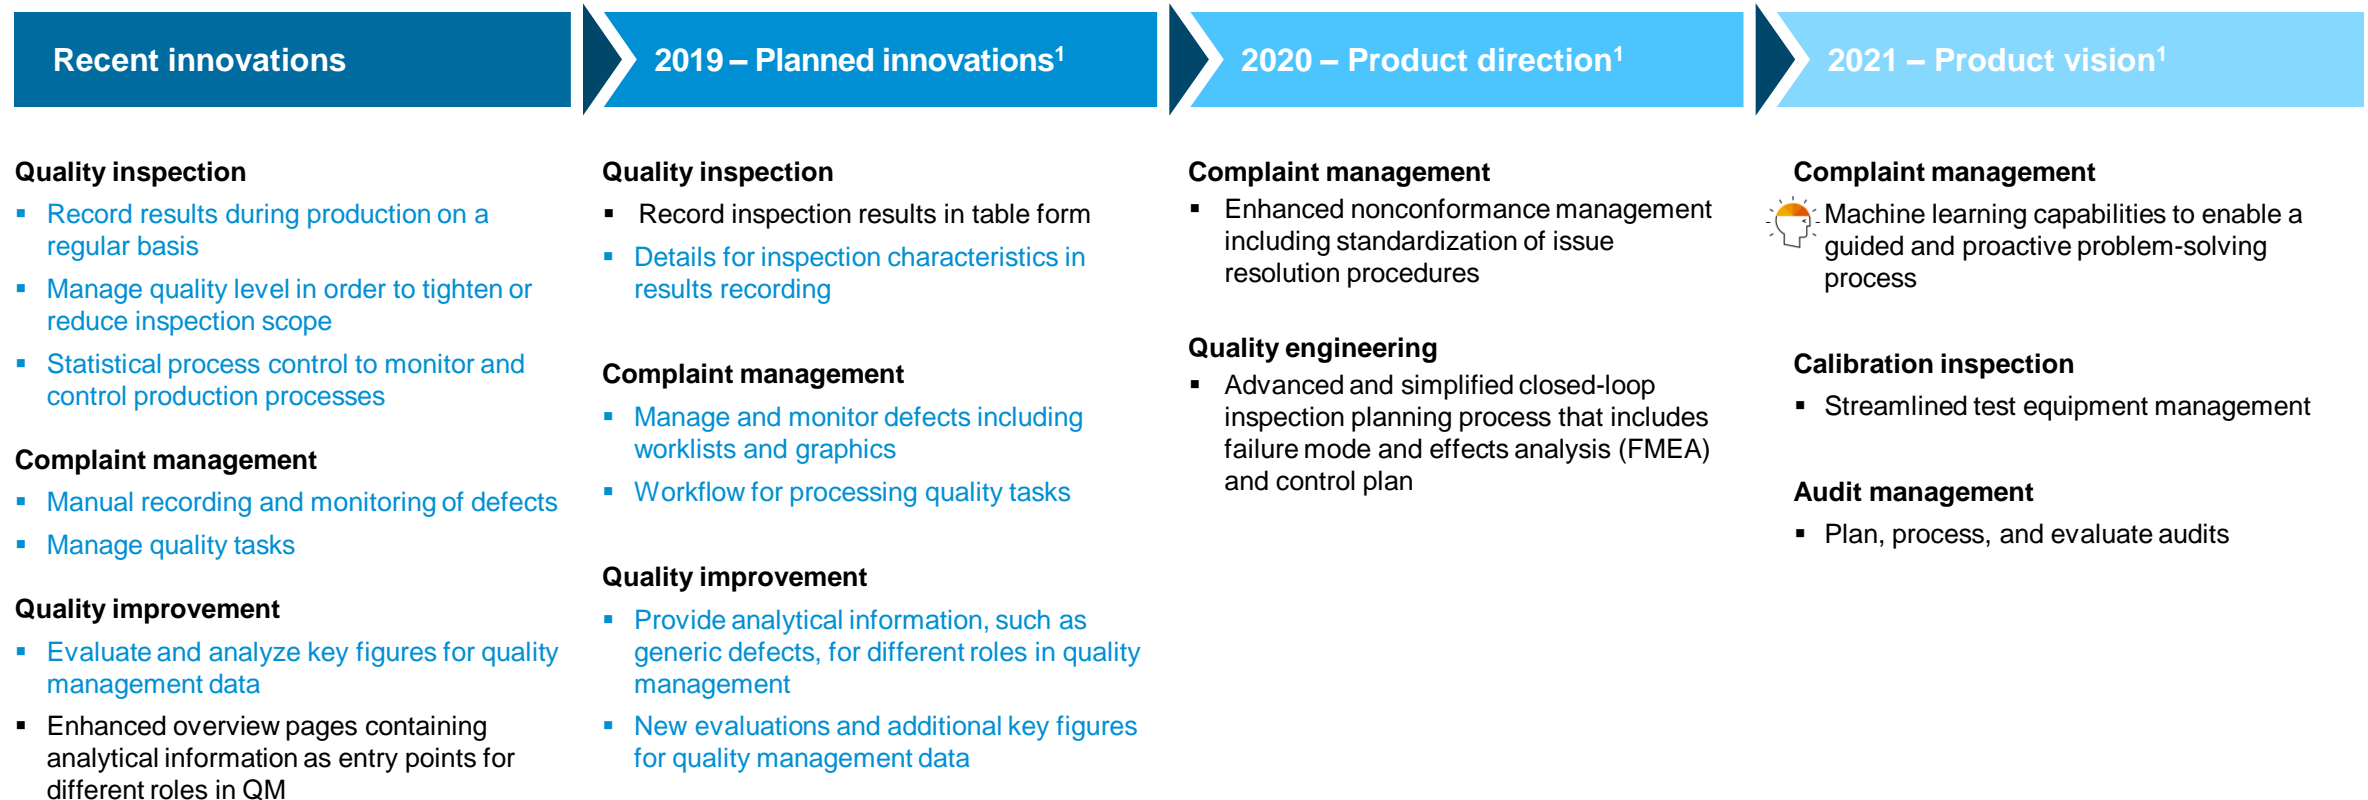 Recent innovations
2019 – Planned innovations¹
2020 – Product direction¹
2021 – Product vision¹
Quality inspection
▪ Record results during production on a
regular basis
▪ Manage quality level in order to tighten or
reduce inspection scope
▪ Statistical process control to monitor and
control production processes
Complaint management
▪ Manual recording and monitoring of defects
▪ Manage quality tasks
Quality improvement
▪ Evaluate and analyze key figures for quality
management data
▪ Enhanced overview pages containing
analytical information as entry points for
different roles in QM
Quality inspection
▪ Record inspection results in table form
▪ Details for inspection characteristics in
results recording
Complaint management
▪ Manage and monitor defects including
worklists and graphics
▪ Workflow for processing quality tasks
Quality improvement
▪ Provide analytical information, such as
generic defects, for different roles in quality
management
▪ New evaluations and additional key figures
for quality management data
Complaint management
▪ Enhanced nonconformance management
including standardization of issue
resolution procedures
Quality engineering
▪ Advanced and simplified closed-loop
inspection planning process that includes
failure mode and effects analysis (FMEA)
and control plan
Complaint management
Machine learning capabilities to enable a
guided and proactive problem-solving
process
Calibration inspection
▪ Streamlined test equipment management
Audit management
▪ Plan, process, and evaluate audits